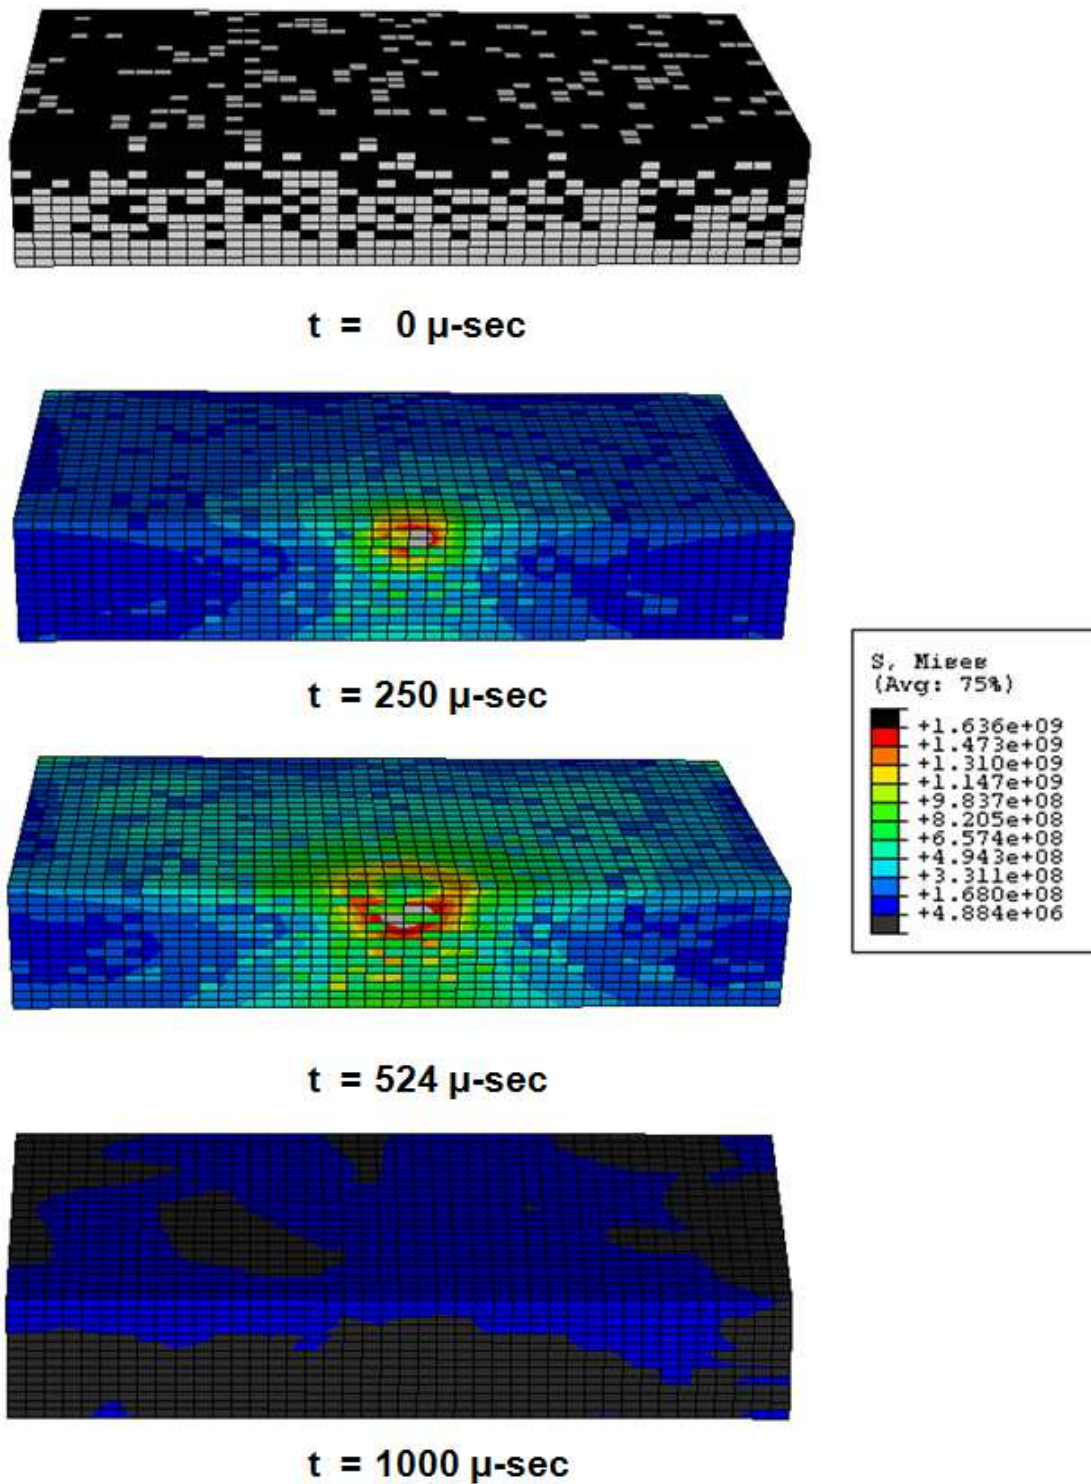 t = 0 µ-sec
t = 250 µ-sec
S, Mises
(Avg: 75%)
+1.636e+09
+1.473e+09
+1.310e+09
+1.147e+09
+9.837e+08
+8.205e+08
+6.574e+08
+4.943e+08
+3.311e+08
+1.680e+08
+4.884e+06
t = 524 µ-sec
t = 1000 µ-sec